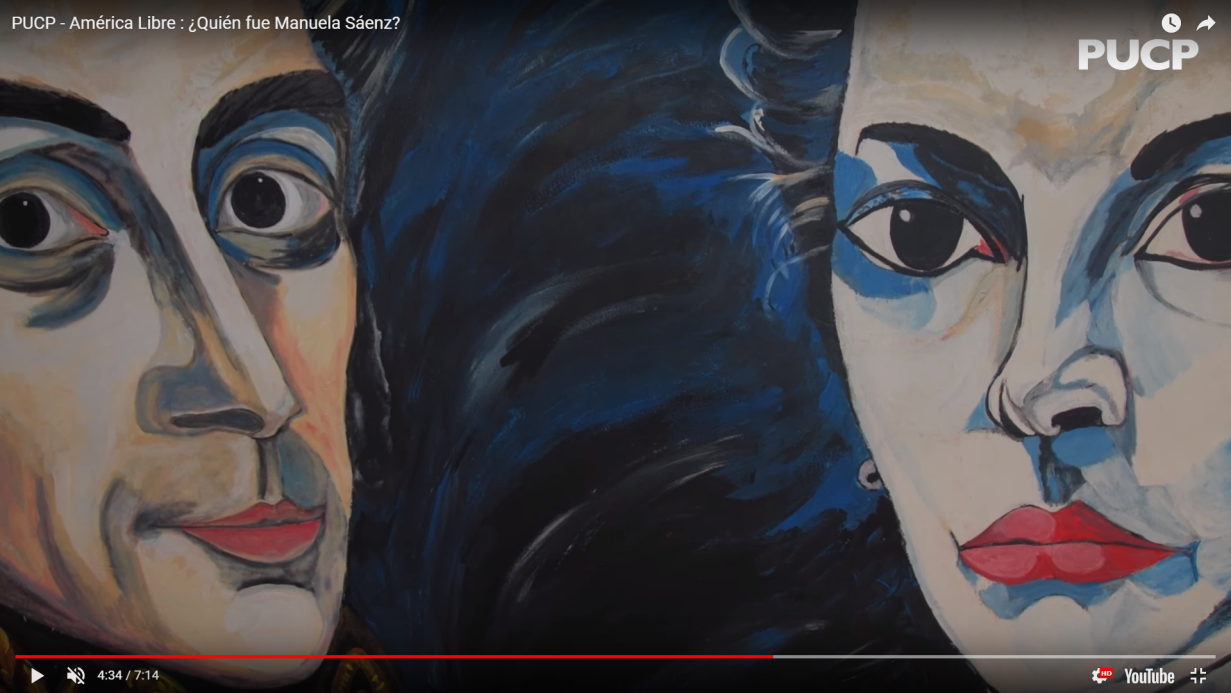 PUCP - América Libre : ¿Quién fue Manuela Sáenz?
PUCP
4:34 / 7:14
HD
YouTube